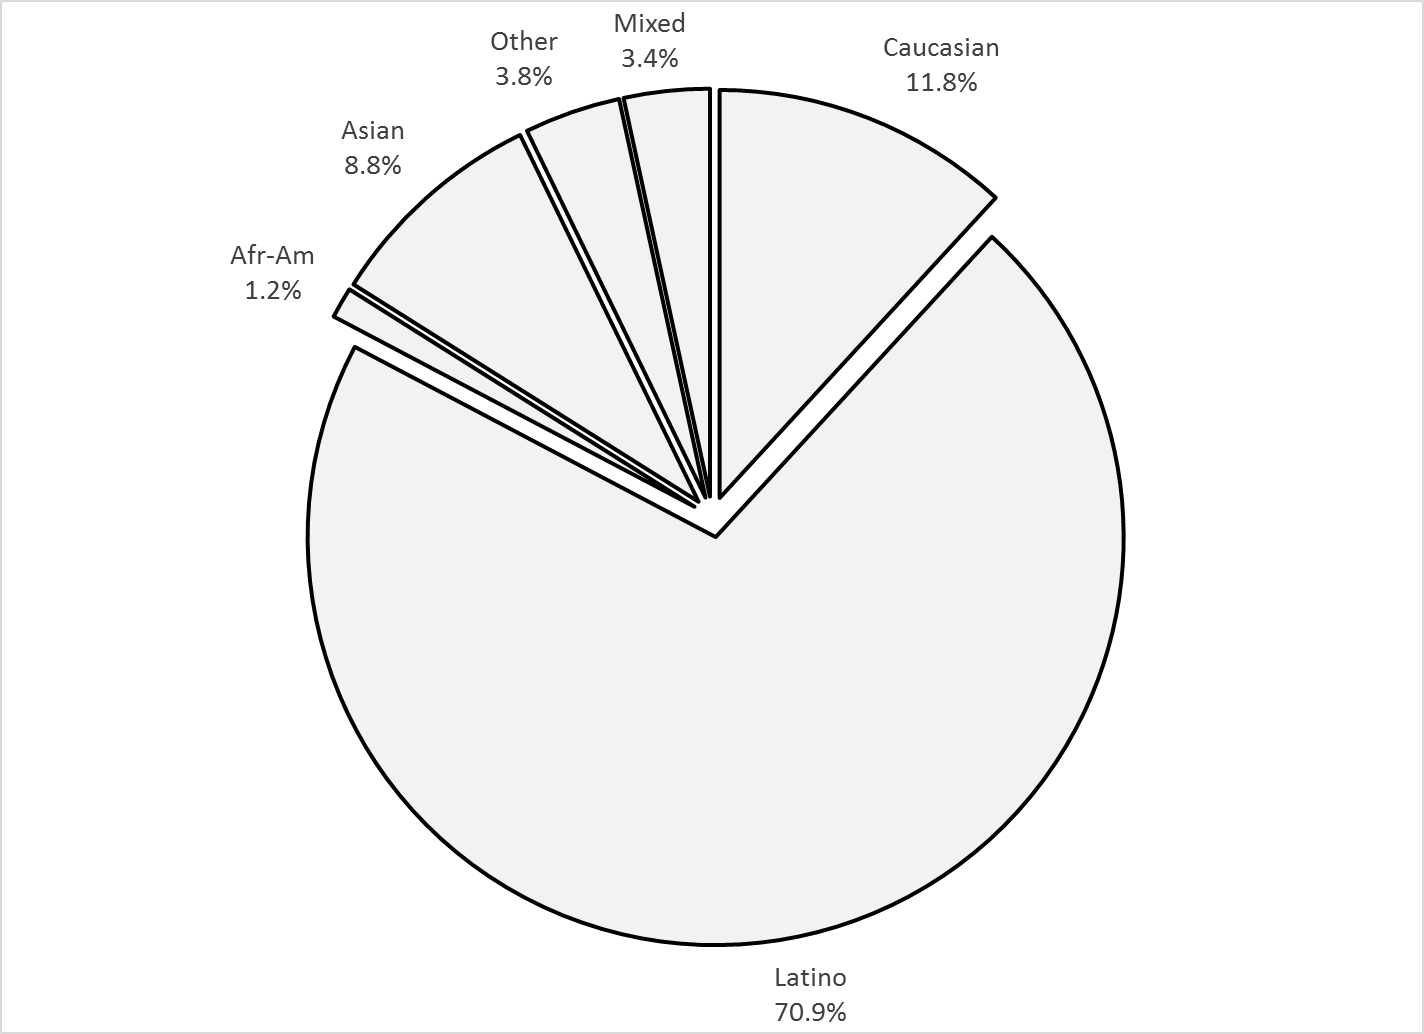 Mixed
3.4%
Other
3.8%
Caucasian
11.8%
Asian
8.8%
Afr-Am
1.2%
Latino
70.9%